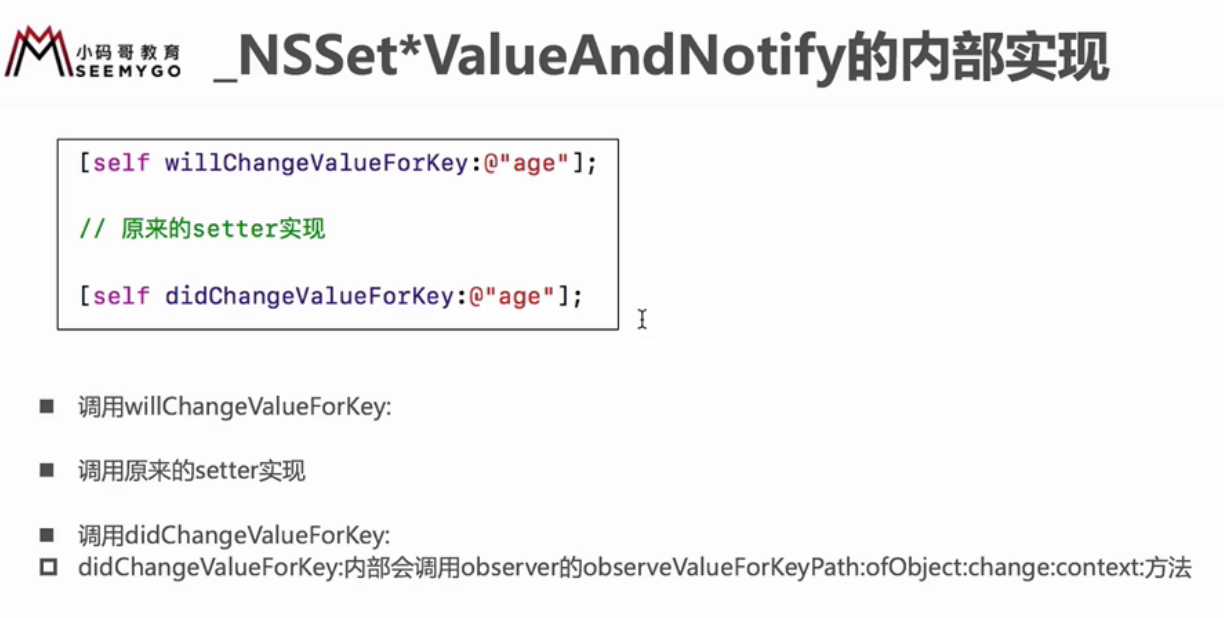 小码哥教育
SEEMYGO
_NSSet*ValueAndNotify的内部实现
[self willChangeValueForKey:@"age"];
// 原来的setter实现
[self didChangeValueForKey:@"age"];
调用willChangeValueForKey:
调用原来的setter实现
调用didChangeValueForKey:
didChangeValueForKey:内部会调用observer的observeValueForKeyPath:ofObject:change:context:方法